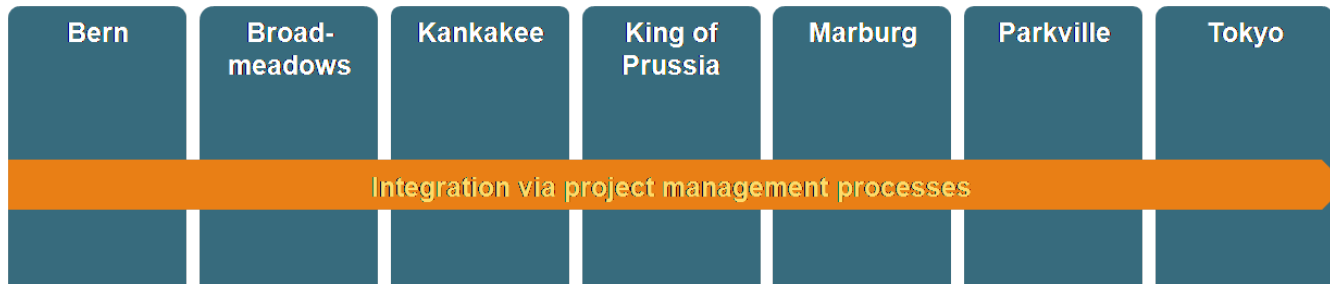 Bern
Broad-
meadows
Kankakee
King of
Prussia
Marburg
Parkville
Tokyo
Integration via project management processes